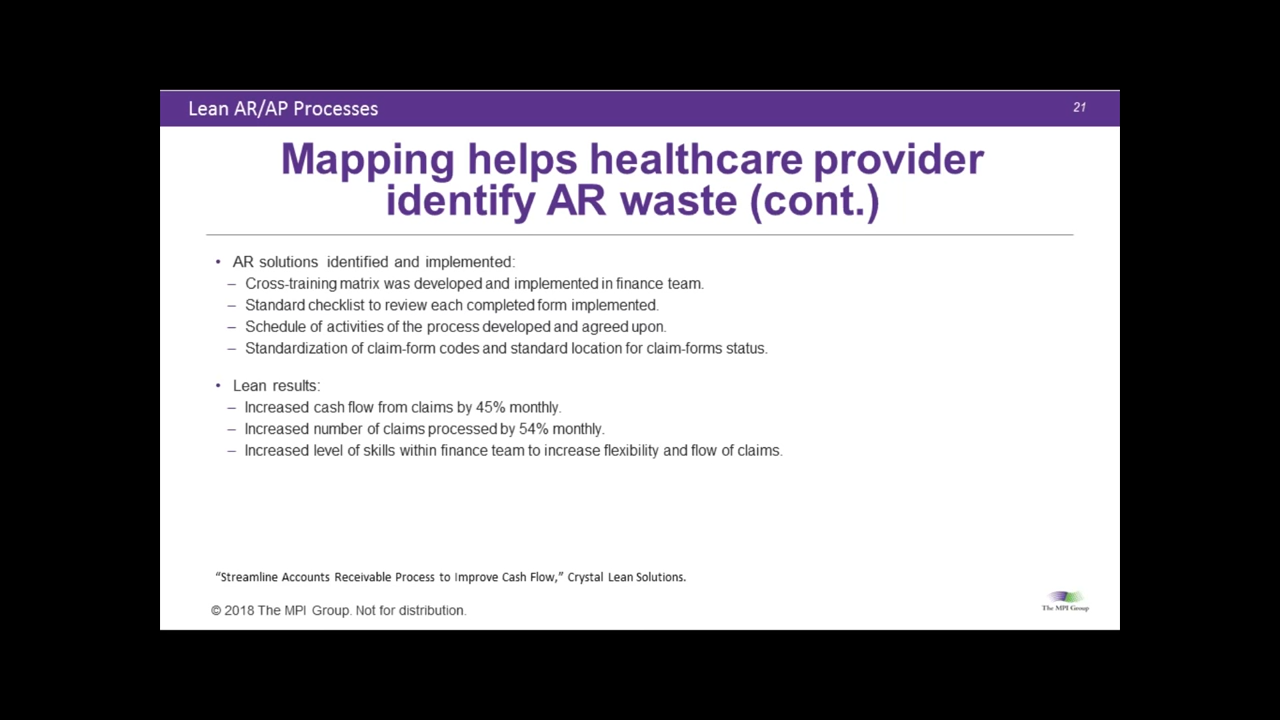 Lean AR/AP Processes
21
Mapping helps healthcare provider
identify AR waste (cont.)
• AR solutions identified and implemented:
– Cross-training matrix was developed and implemented in finance team.
– Standard checklist to review each completed form implemented.
– Schedule of activities of the process developed and agreed upon.
– Standardization of claim-form codes and standard location for claim-forms status.
• Lean results:
– Increased cash flow from claims by 45% monthly.
– Increased number of claims processed by 54% monthly.
– Increased level of skills within finance team to increase flexibility and flow of claims.
“Streamline Accounts Receivable Process to Improve Cash Flow,” Crystal Lean Solutions.
© 2018 The MPI Group. Not for distribution.
The MPI Group